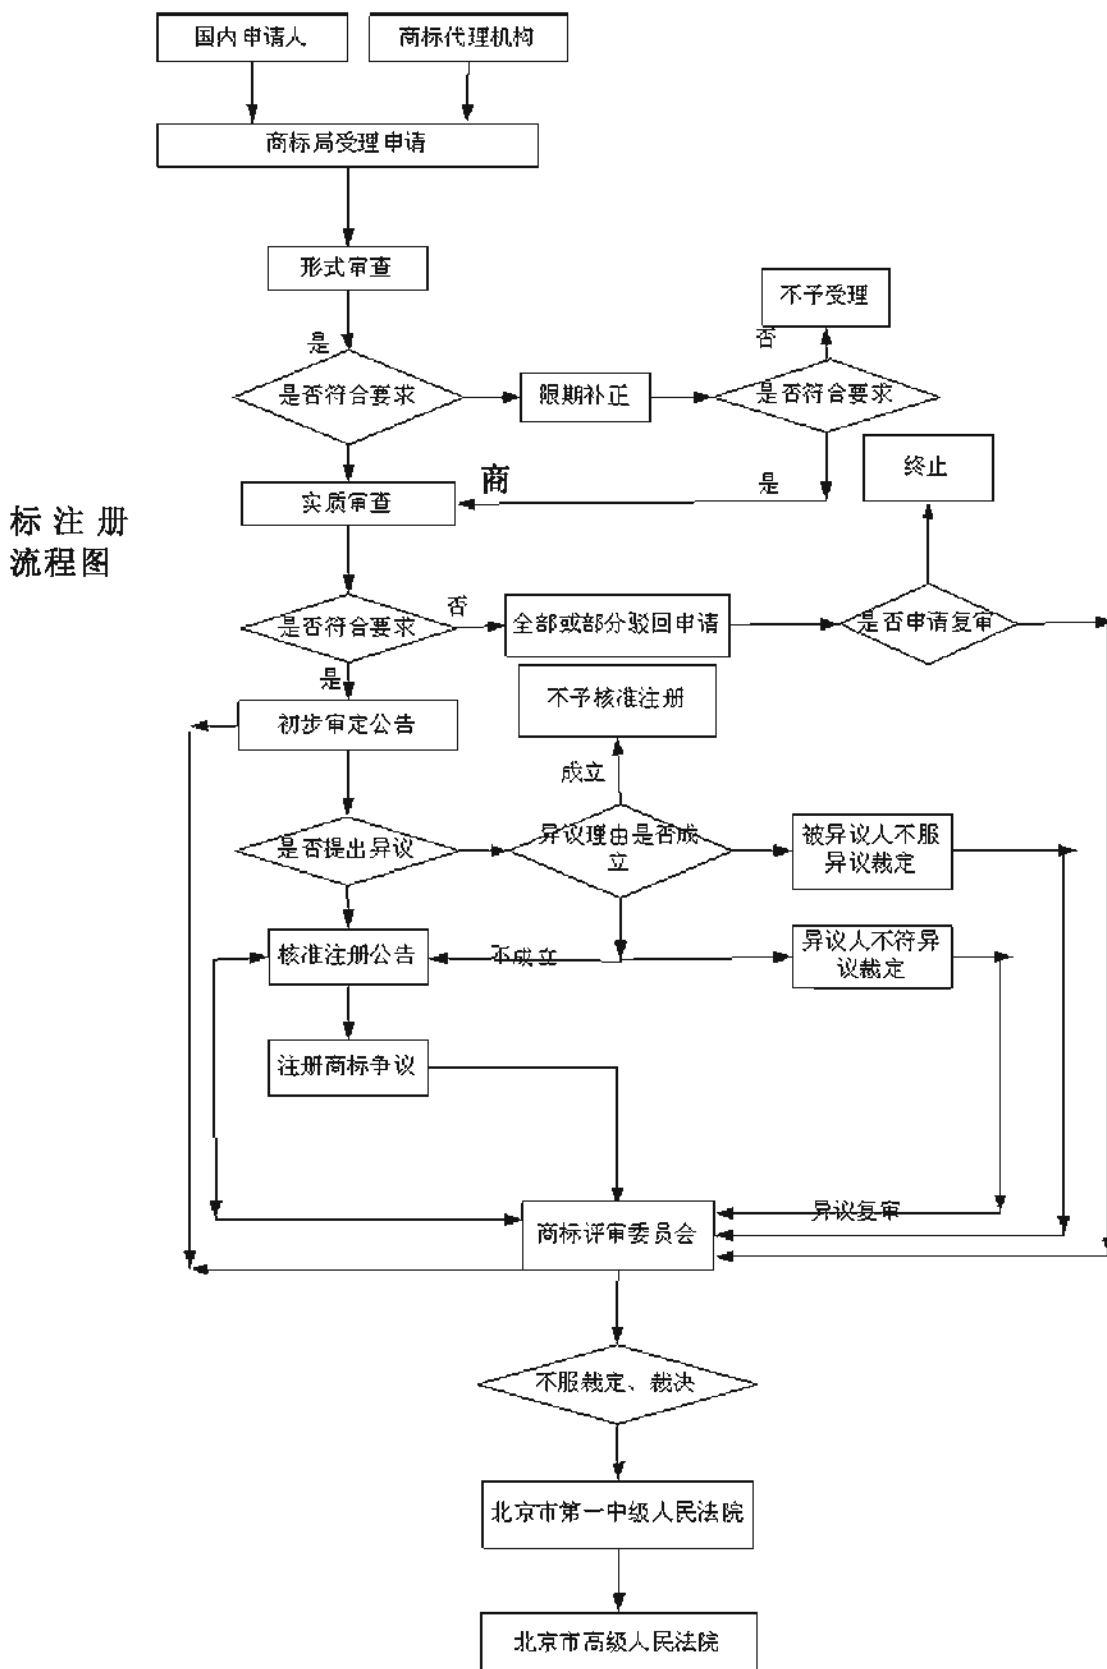 国内申请人
商标代理机构
商标局受理申请
形式审查
不予受理
是
否
是否符合要求
限期补正
是否符合要求
终止
商
是
实质审查
标注册
流程图
否
是否符合要求
全部或部分驳回申请
是否申请复审
是
不予核准注册
初步审定公告
成立
是否提出异议
异议理由是否成
立
被异议人不服
异议裁定
核准注册公告
不成立
异议人不符异
议裁定
注册商标争议
异议复审
商标评审委员会
不服裁定、裁决
北京市第一中级人民法院
北京市高级人民法院